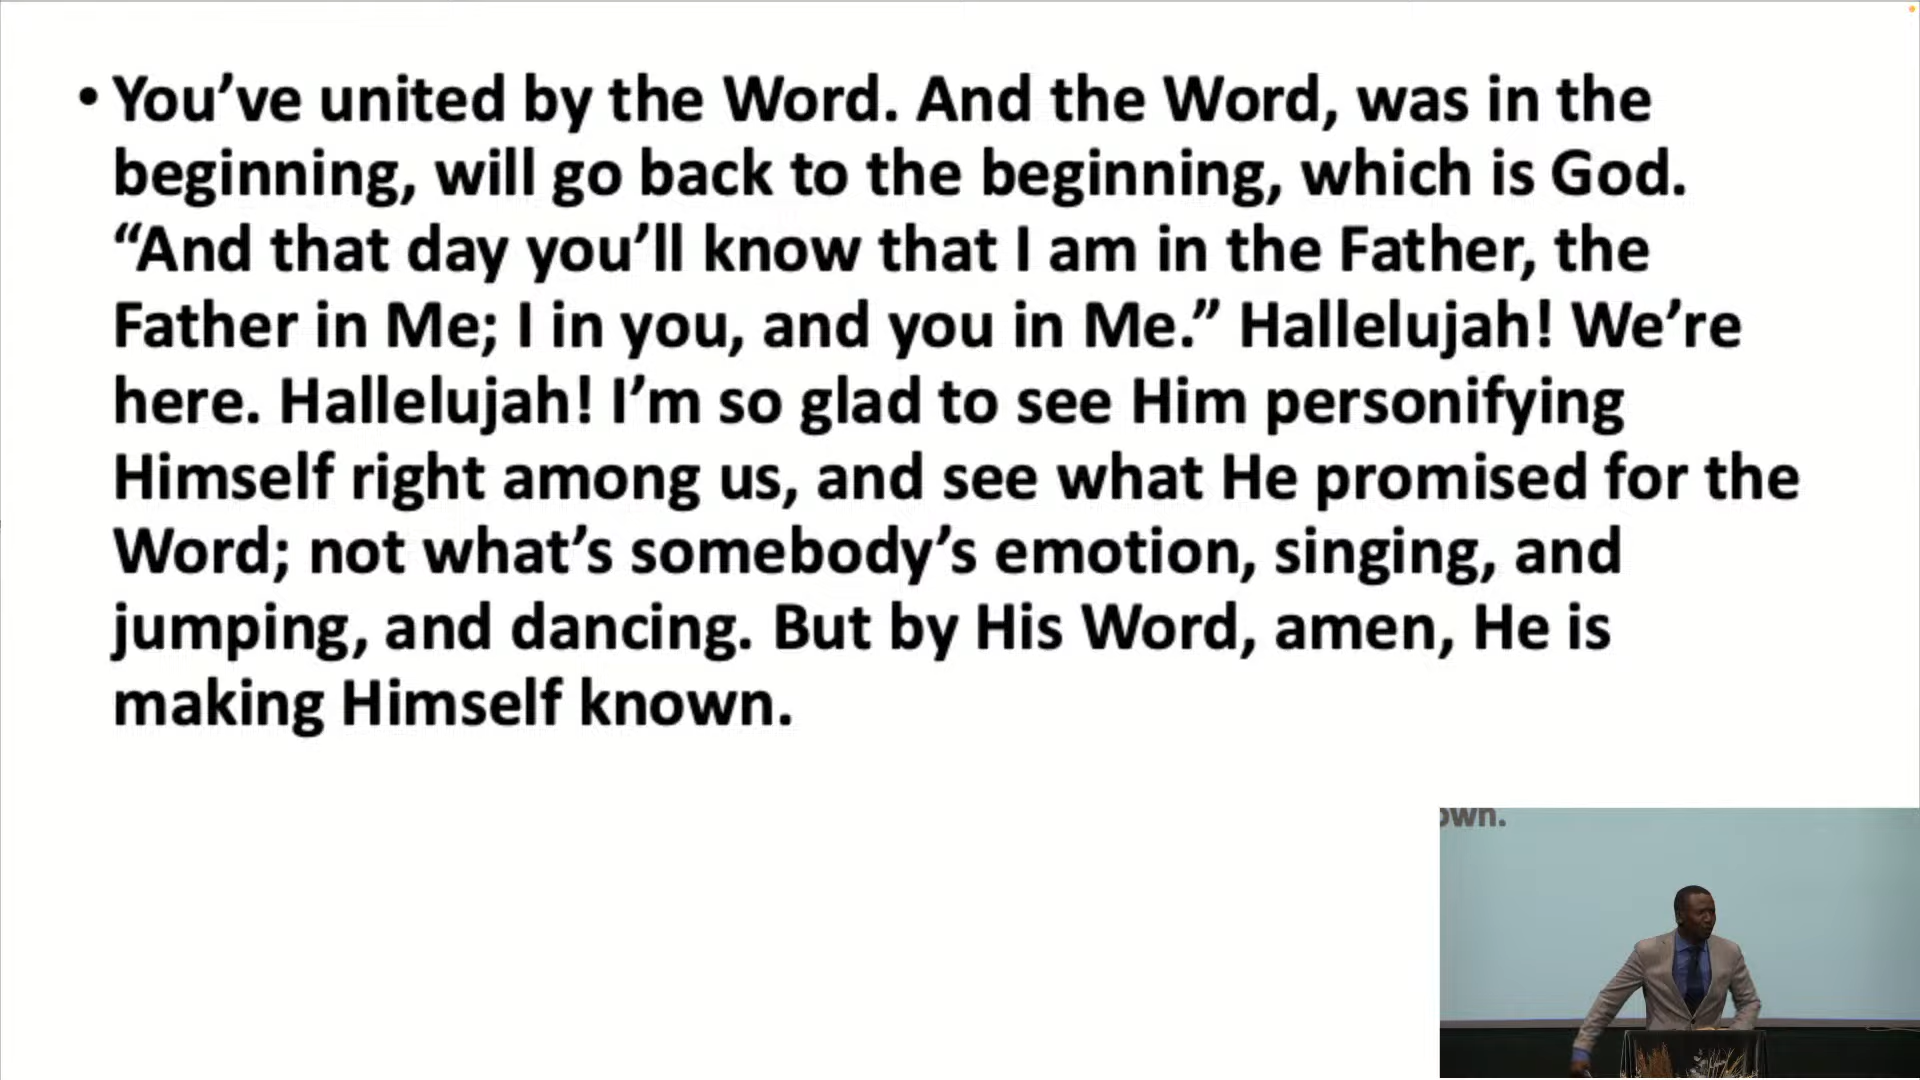 • You’ve united by the Word. And the Word, was in the
beginning, will go back to the beginning, which is God.
“And that day you’ll know that I am in the Father, the
Father in Me; I in you, and you in Me.” Hallelujah! We’re
here. Hallelujah! I’m so glad to see Him personifying
Himself right among us, and see what He promised for the
Word; not what’s somebody’s emotion, singing, and
jumping, and dancing. But by His Word, amen, He is
making Himself known.
own.